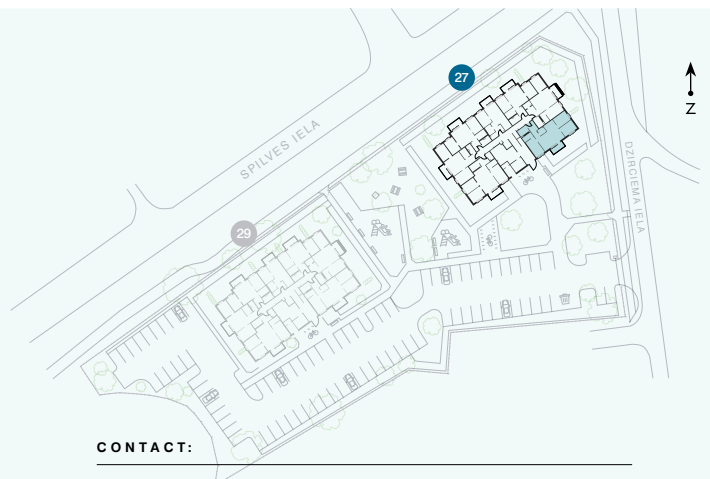 27
Z
SPILVES IELA
DZIRCIEMA IELA
29
CONTACT: